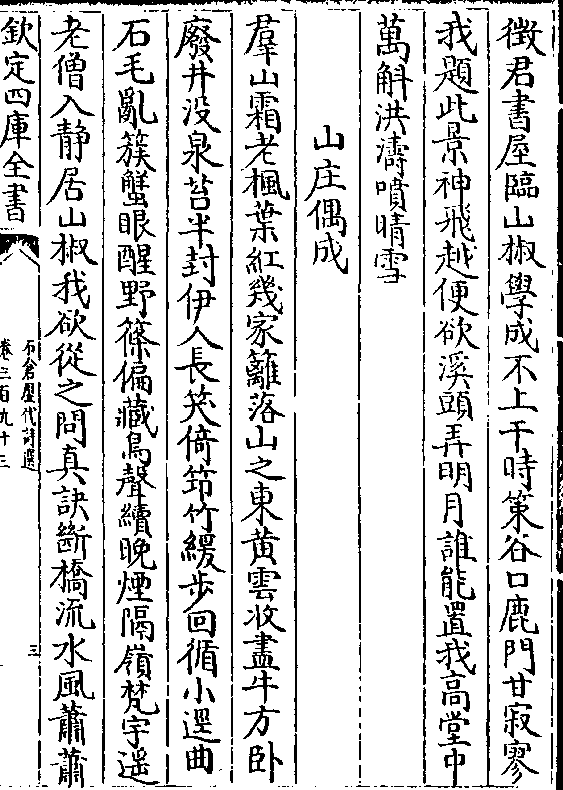 徴君書屋臨山椒學成不上干時策谷口鹿門甘寂寥
我題此景神飛越便欲溪頭弄明月誰能置我高堂中
萬斛洪濤噴晴雪
山庄偶成
羣山霜老楓葉紅幾家籬落山之東黄雲收盡牛方卧
廢井没泉苔半封伊人長笑倚筇竹緩步回循小逕曲
石毛亂簇蟹眼醒野篠偏藏鳥聲續晚煙隔嶺梵宇遥
老僧入静居山椒我欲從之問真訣斷橋流水風蕭蕭
欽定四庫全書
石倉歷代詩選
卷三百九十三
三